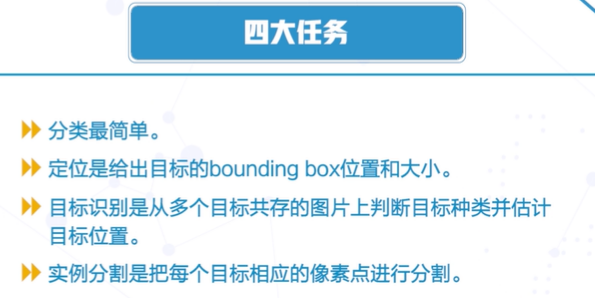 四大任务
分类最简单。
定位是给出目标的bounding box位置和大小。
目标识别是从多个目标共存的图片上判断目标种类并估计
目标位置。
实例分割是把每个目标相应的像素点进行分割。